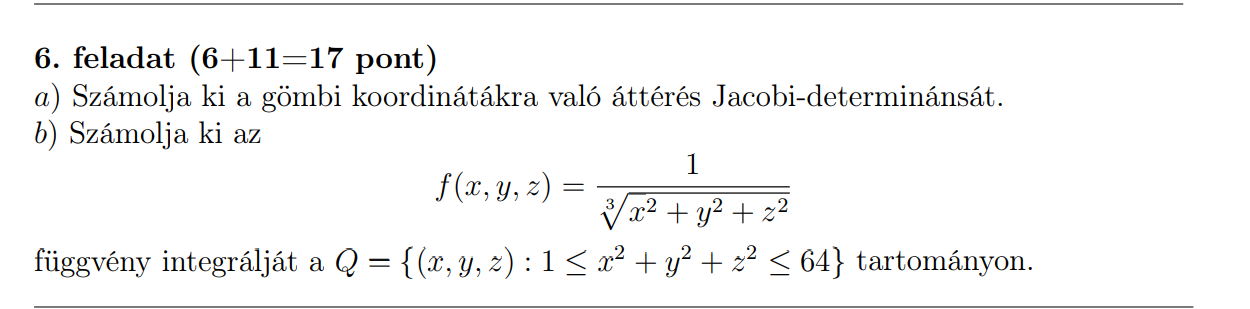 6. feladat (6+11=17 pont)
a) Számolja ki a gömbi koordinátákra való áttérés Jacobi-determinánsát.
b) Számolja ki az
f(x, y, z) = 1 / ∛(x² + y² + z²)
függvény integrálját a Q = {(x, y, z) : 1 ≤ x² + y² + z² ≤ 64} tartományon.